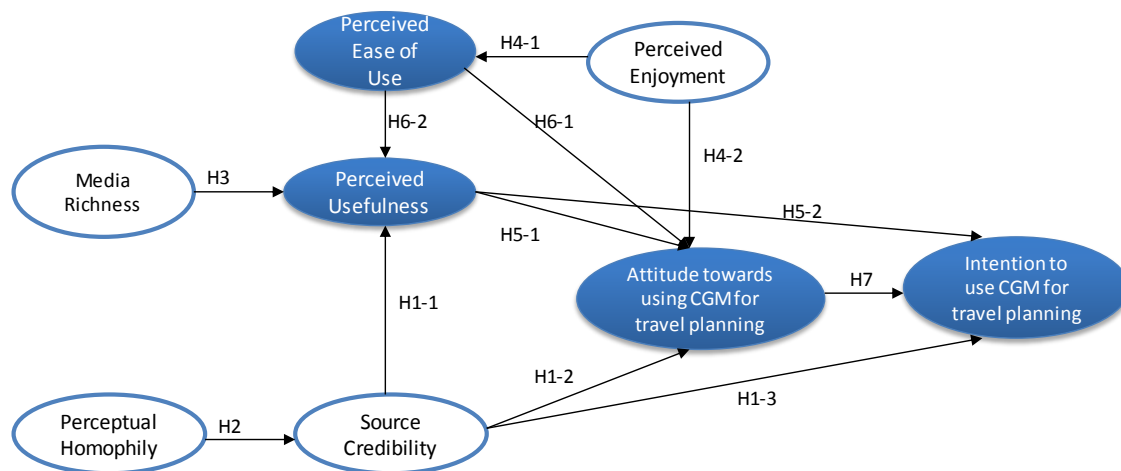 Perceived
Ease of
Use
H4-1
Perceived
Enjoyment
H6-2
H6-1
H4-2
Media
Richness
H3
Perceived
Usefulness
H5-2
H5-1
Attitude towards
using CGM for
travel planning
H7
Intention to
use CGM for
travel planning
H1-1
H1-2
H1-3
Perceptual
Homophily
H2
Source
Credibility